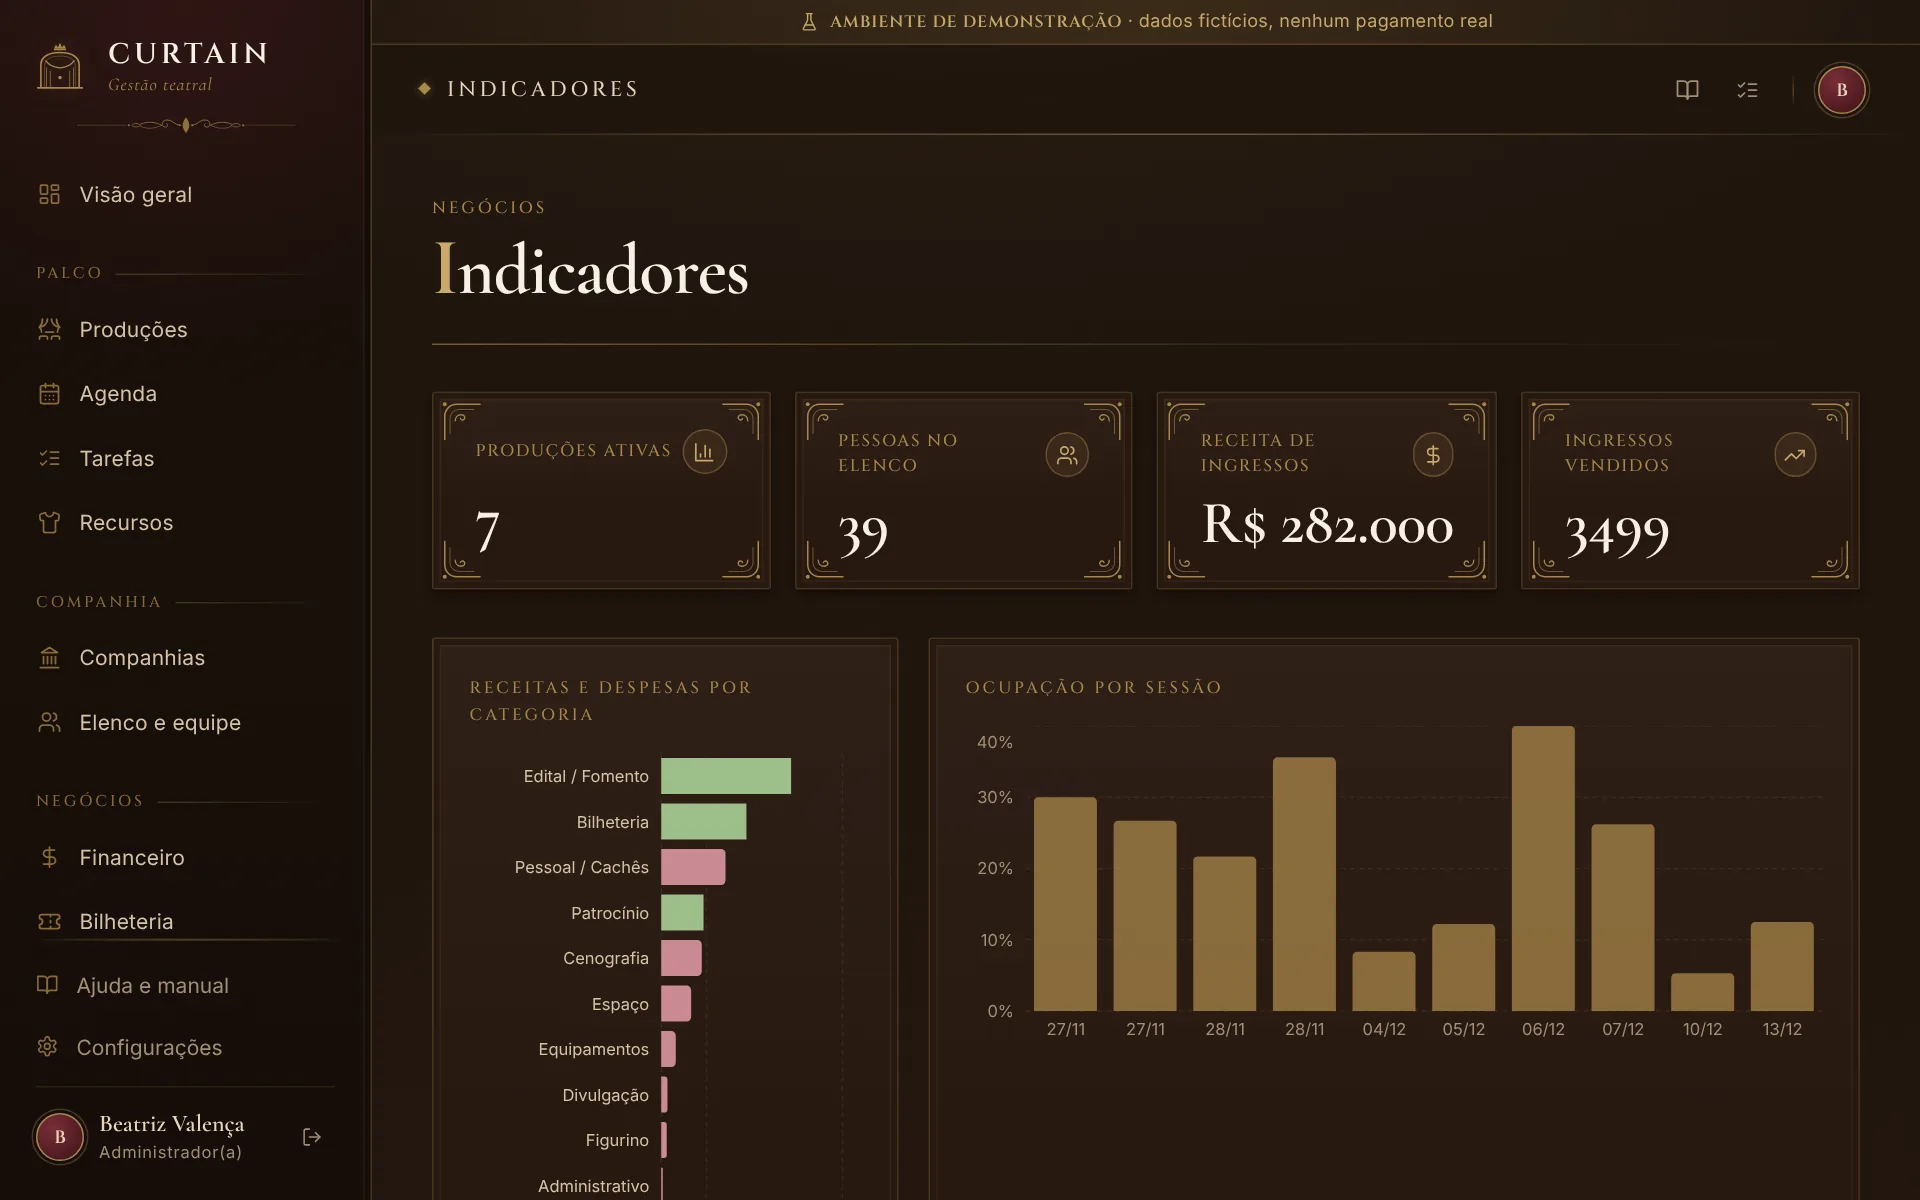 CURTAIN
Gestão teatral
Visão geral
PALCO
Produções
Agenda
Tarefas
Recursos
COMPANHIA
Companhias
Elenco e equipe
NEGÓCIOS
Financeiro
Bilheteria
Ajuda e manual
Configurações
B
Beatriz Valença
Administrador(a)
AMBIENTE DE DEMONSTRAÇÃO · dados fictícios, nenhum pagamento real
INDICADORES
B
NEGÓCIOS
Indicadores
PRODUÇÕES ATIVAS
7
PESSOAS NO
ELENCO
39
RECEITA DE
INGRESSOS
R$ 282.000
INGRESSOS
VENDIDOS
3499
RECEITAS E DESPESAS POR
CATEGORIA
Edital / Fomento
Bilheteria
Pessoal / Cachês
Patrocínio
Cenografia
Espaço
Equipamentos
Divulgação
Figurino
Administrativo
OCUPAÇÃO POR SESSÃO
40%
30%
20%
10%
0%
27/11 27/11 28/11 28/11 04/12 05/12 06/12 07/12 10/12 13/12